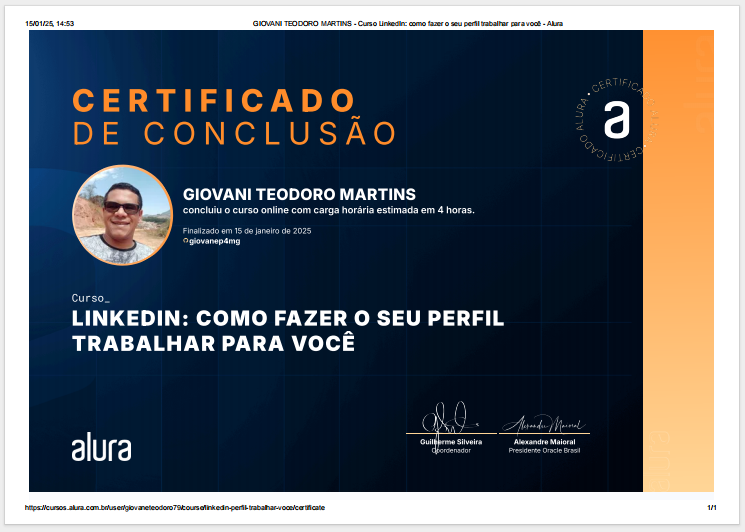 15/01/25, 14:53
GIOVANI TEODORO MARTINS - Curso LinkedIn: como fazer o seu perfil trabalhar para você - Alura
CERTIFICADO
DE CONCLUSÃO
CERTIFICADO ALURA • CERTIFICADO ALURA •
a
GIOVANI TEODORO MARTINS
concluiu o curso online com carga horária estimada em 4 horas.
Finalizado em 15 de janeiro de 2025
giovanep4mg
Curso_
LINKEDIN: COMO FAZER O SEU PERFIL
TRABALHAR PARA VOCÊ
alura
Guilherme Silveira
Coordenador
Alexandre Maioral
Presidente Oracle Brasil
https://cursos.alura.com.br/user/giovaneteodoro79/course/linkedin-perfil-trabalhar-voce/certificate
1/1